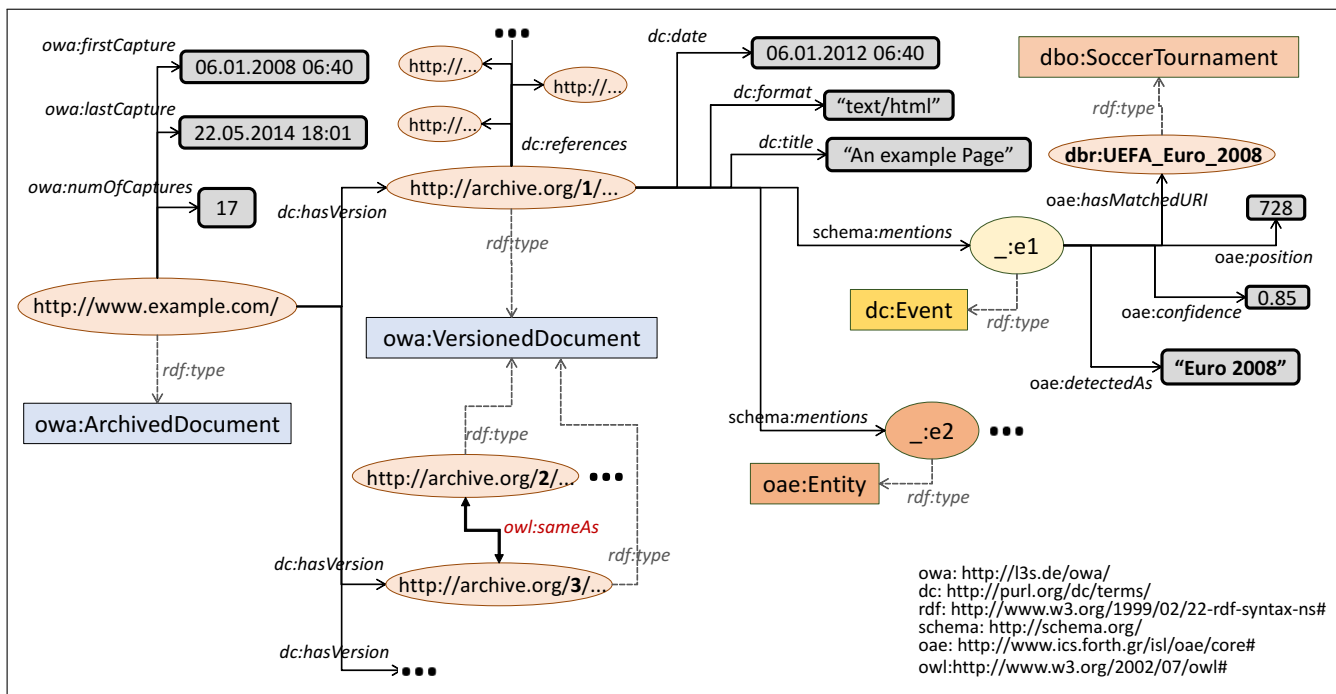 owa:firstCapture
06.01.2008 06:40
owa:lastCapture
22.05.2014 18:01
owa:numOfCaptures
17
http://www.example.com/
rdf:type
owa:ArchivedDocument
dc:hasVersion
http://...
http://...
http://...
dc:references
http://archive.org/1/...
rdf:type
owa:VersionedDocument
rdf:type
http://archive.org/2/...
owl:sameAs
rdf:type
dc:hasVersion
http://archive.org/3/...
dc:hasVersion
dc:date
06.01.2012 06:40
dc:format
“text/html”
dc:title
“An example Page”
schema:mentions
_:e1
rdf:type
dc:Event
schema:mentions
_:e2
rdf:type
oae:Entity
dbo:SoccerTournament
rdf:type
dbr:UEFA_Euro_2008
oae:hasMatchedURI
728
oae:position
0.85
oae:confidence
“Euro 2008”
oae:detectedAs
owa: http://l3s.de/owa/
dc: http://purl.org/dc/terms/
rdf: http://www.w3.org/1999/02/22-rdf-syntax-ns#
schema: http://schema.org/
oae: http://www.ics.forth.gr/isl/oae/core#
owl:http://www.w3.org/2002/07/owl#